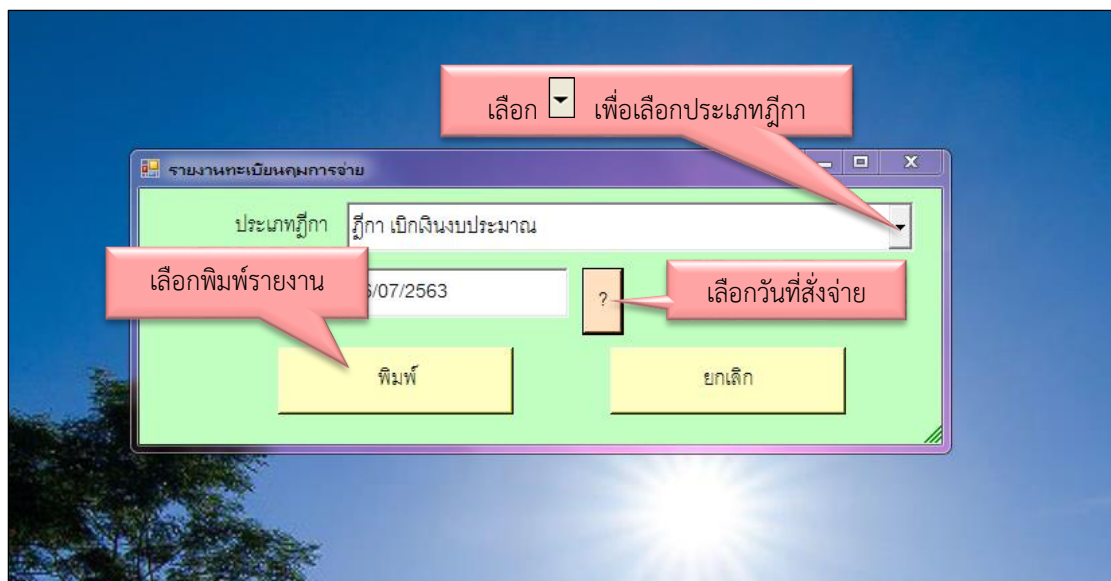 เลือก เพื่อเลือกประเภทฎีกา
รายงานทะเบียนคุมการจ่าย
ประเภทฎีกา ฎีกา เบิกเงินงบประมาณ
เลือกพิมพ์รายงาน 6/07/2563 ? เลือกวันที่สั่งจ่าย
พิมพ์ ยกเลิก